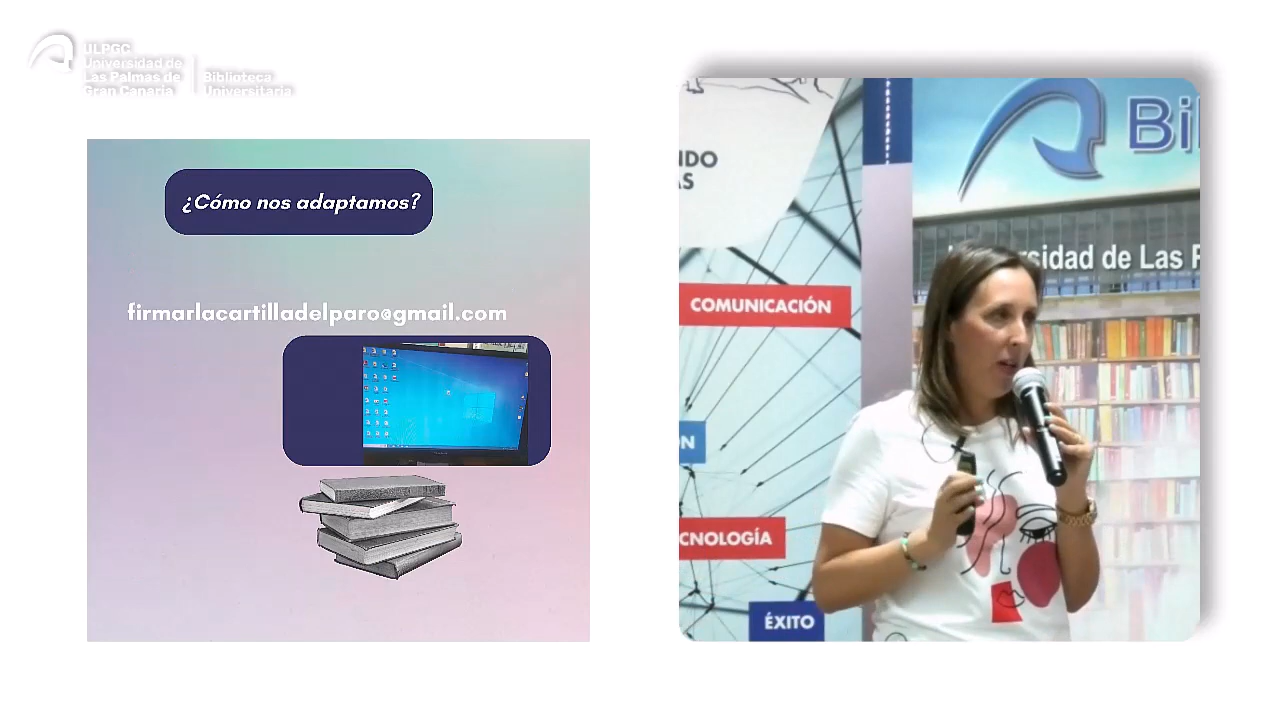 ULPGC
Universidad de
Las Palmas de
Gran Canaria
Biblioteca
Universitaria
¿Cómo nos adaptamos?
firmarlacartilladelparo@gmail.com
NDO
AS
COMUNICACIÓN
ÓN
CNOLOGÍA
ÉXITO
Bi
sidad de Las P